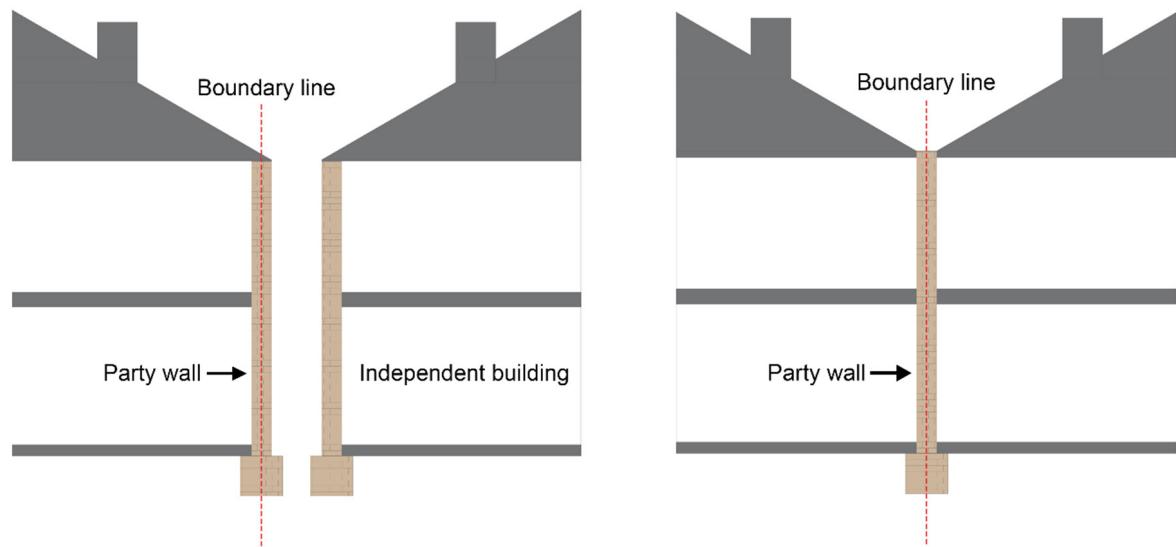 Boundary line
Party wall
Independent building
Boundary line
Party wall